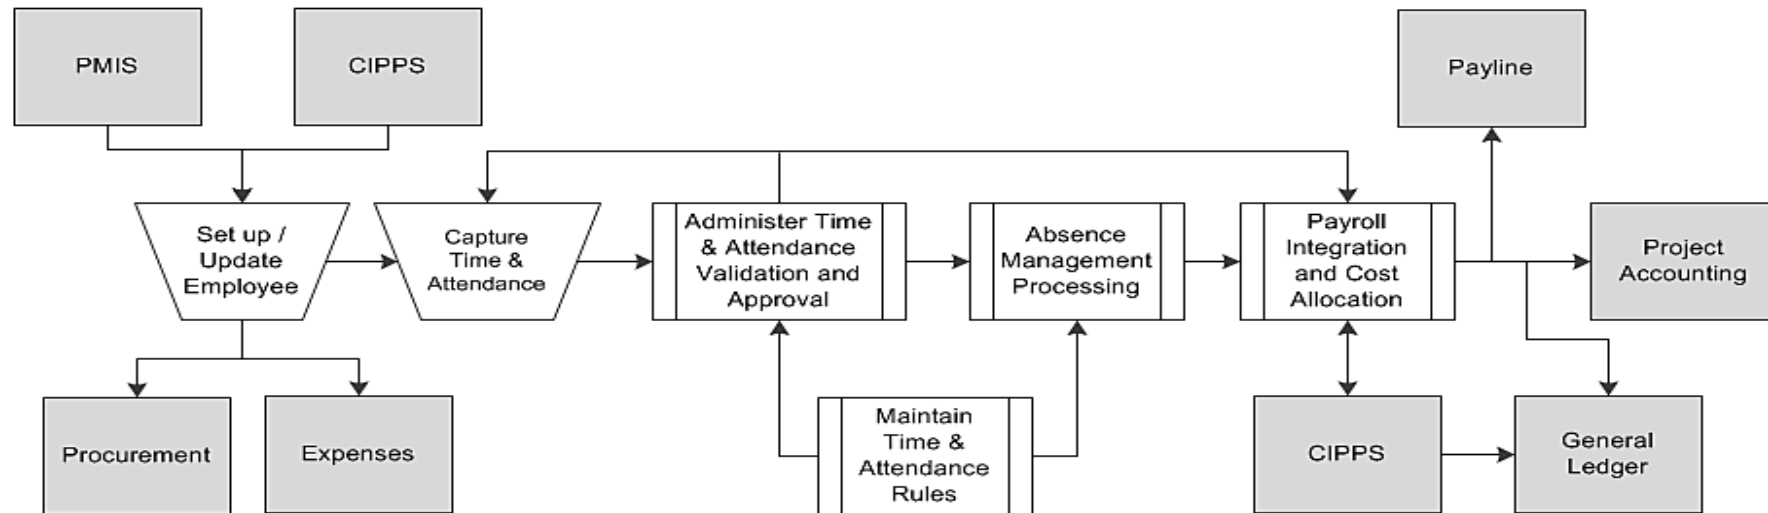 PMIS
CIPPS
Payline
Set up /
Update
Employee
Capture
Time &
Attendance
Administer Time
& Attendance
Validation and
Approval
Absence
Management
Processing
Payroll
Integration
and Cost
Allocation
Project
Accounting
Procurement
Expenses
Maintain
Time &
Attendance
Rules
CIPPS
General
Ledger